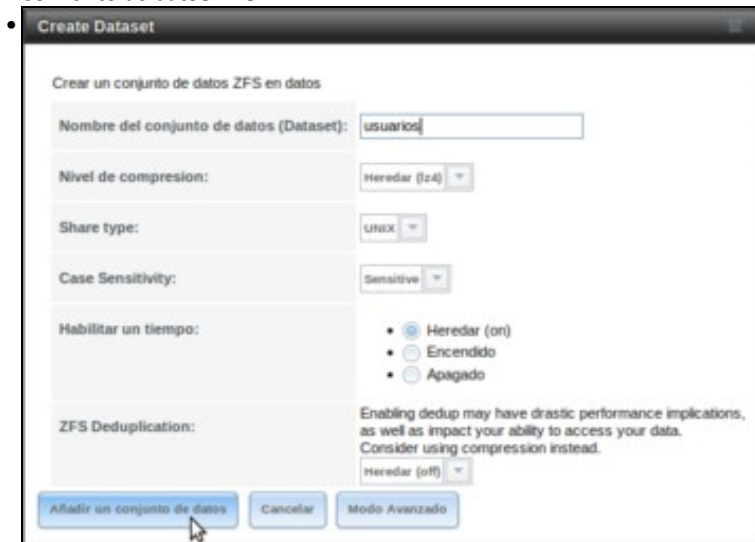 Create Dataset
Crear un conjunto de datos ZFS en datos
Nombre del conjunto de datos (Dataset): usuarios
Nivel de compresion: Heredar (lz4)
Share type: UNIX
Case Sensitivity: Sensitive
Habilitar un tiempo: Heredar (on)
Encendido
Apagado
Enabling dedup may have drastic performance implications,
ZFS Deduplication: as well as impact your ability to access your data.
Consider using compression instead.
Heredar (off)
Añadir un conjunto de datos Cancelar Modo Avanzado